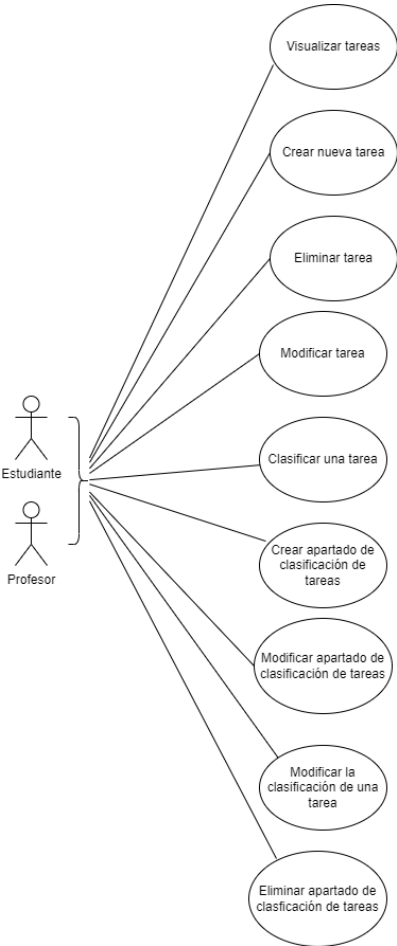 Visualizar tareas
Crear nueva tarea
Eliminar tarea
Modificar tarea
Estudiante
Clasificar una tarea
Profesor
Crear apartado de
clasificación de
tareas
Modificar apartado de
clasificación de tareas
Modificar la
clasificación de una
tarea
Eliminar apartado de
clasficación de tareas